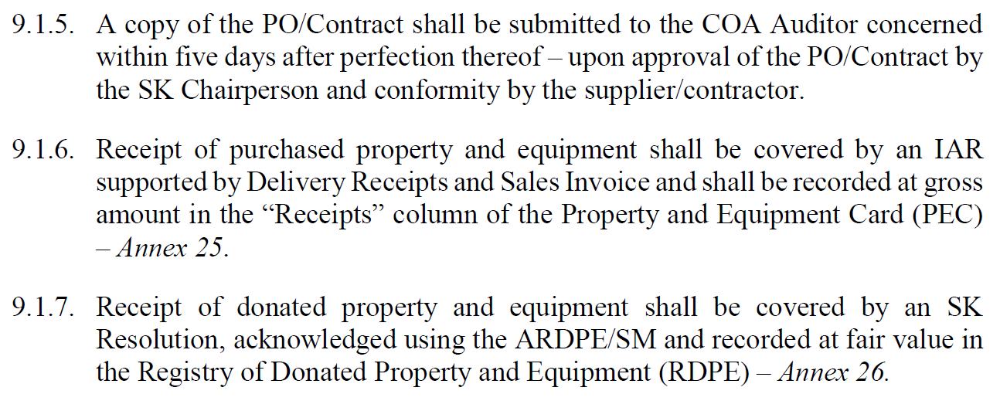 9.1.5. A copy of the PO/Contract shall be submitted to the COA Auditor concerned
within five days after perfection thereof – upon approval of the PO/Contract by
the SK Chairperson and conformity by the supplier/contractor.
9.1.6. Receipt of purchased property and equipment shall be covered by an IAR
supported by Delivery Receipts and Sales Invoice and shall be recorded at gross
amount in the “Receipts” column of the Property and Equipment Card (PEC)
– Annex 25.
9.1.7. Receipt of donated property and equipment shall be covered by an SK
Resolution, acknowledged using the ARDPE/SM and recorded at fair value in
the Registry of Donated Property and Equipment (RDPE) – Annex 26.